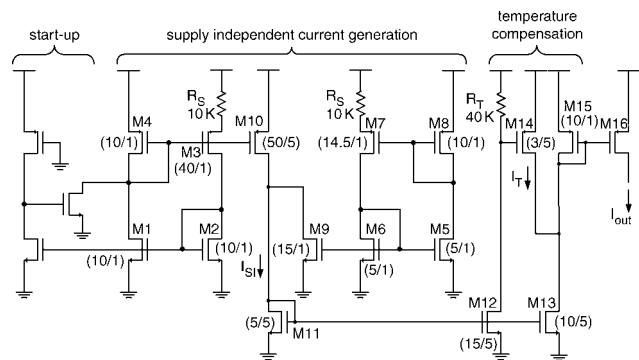 start-up
supply independent current generation
temperature
compensation
R_S
10 K
R_S
10 K
R_T
40 K
M4
(10/1)
M3
(40/1)
M10
(50/5)
M7
(14.5/1)
M8
(10/1)
M14
(3/5)
M15
(10/1)
M16
I_T
I_out
M1
(10/1)
M2
(10/1)
M9
(15/1)
M6
(5/1)
M5
(5/1)
I_SI
M12
(15/5)
M13
(10/5)
(5/5)
M11